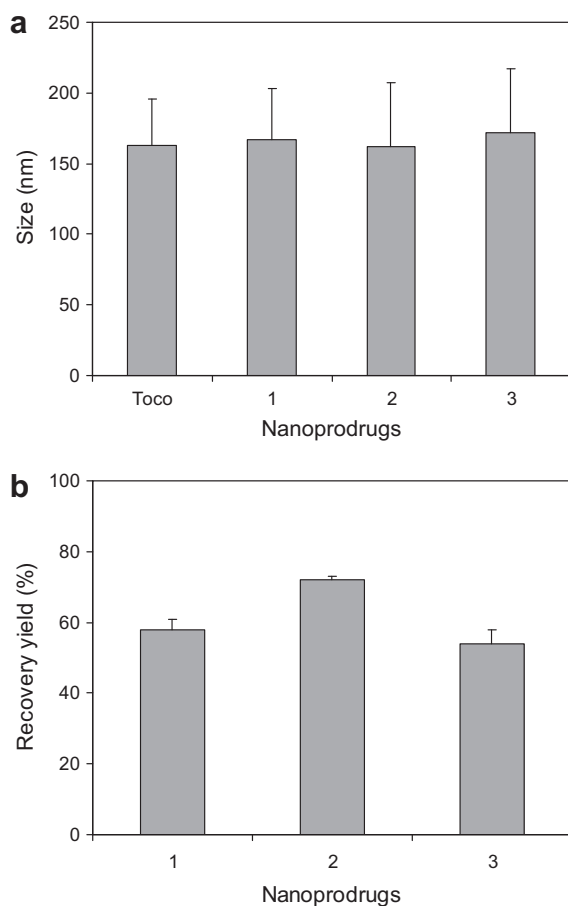 a
250
200
150
100
50
0
Size (nm)
Toco 1 2 3
Nanoprodrugs
b
100
80
60
40
20
0
Recovery yield (%)
1 2 3
Nanoprodrugs